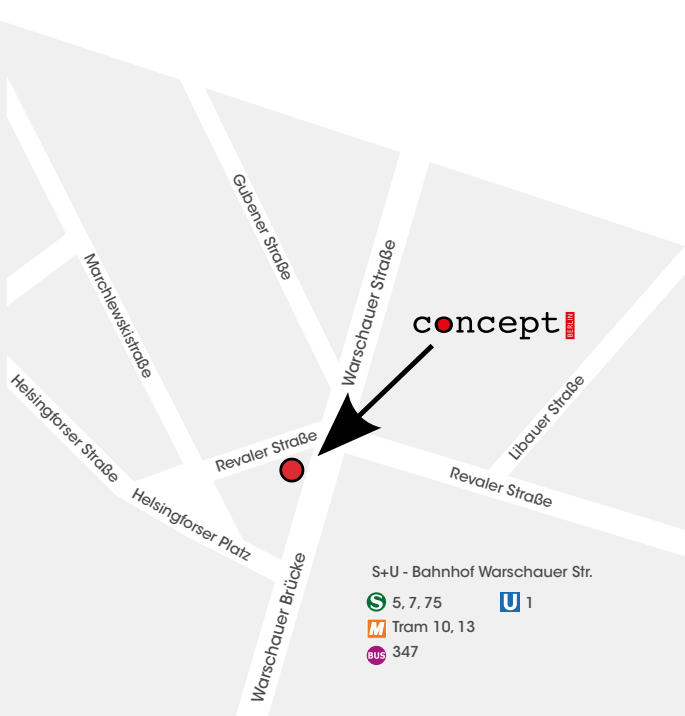 Gubener Straße
Warschauer Straße
Marchlewskistraße
concept
BERLIN
Helsingforser Straße
Libauer Straße
Revaler Straße
Revaler Straße
Helsingforser Platz
Warschauer Brücke
S+U - Bahnhof Warschauer Str.
S 5, 7, 75 U 1
M Tram 10, 13
BUS 347